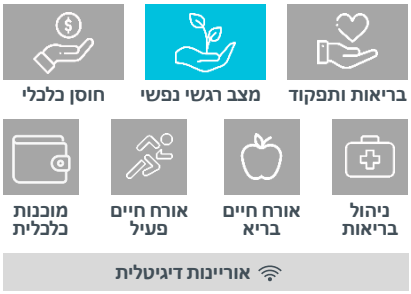 בריאות ותפקוד
מצב רגשי נפשי
חוסן כלכלי
ניהול
בריאות
אורח חיים
בריא
אורח חיים
פעיל
מוכנות
כלכלית
אוריינות דיגיטלית